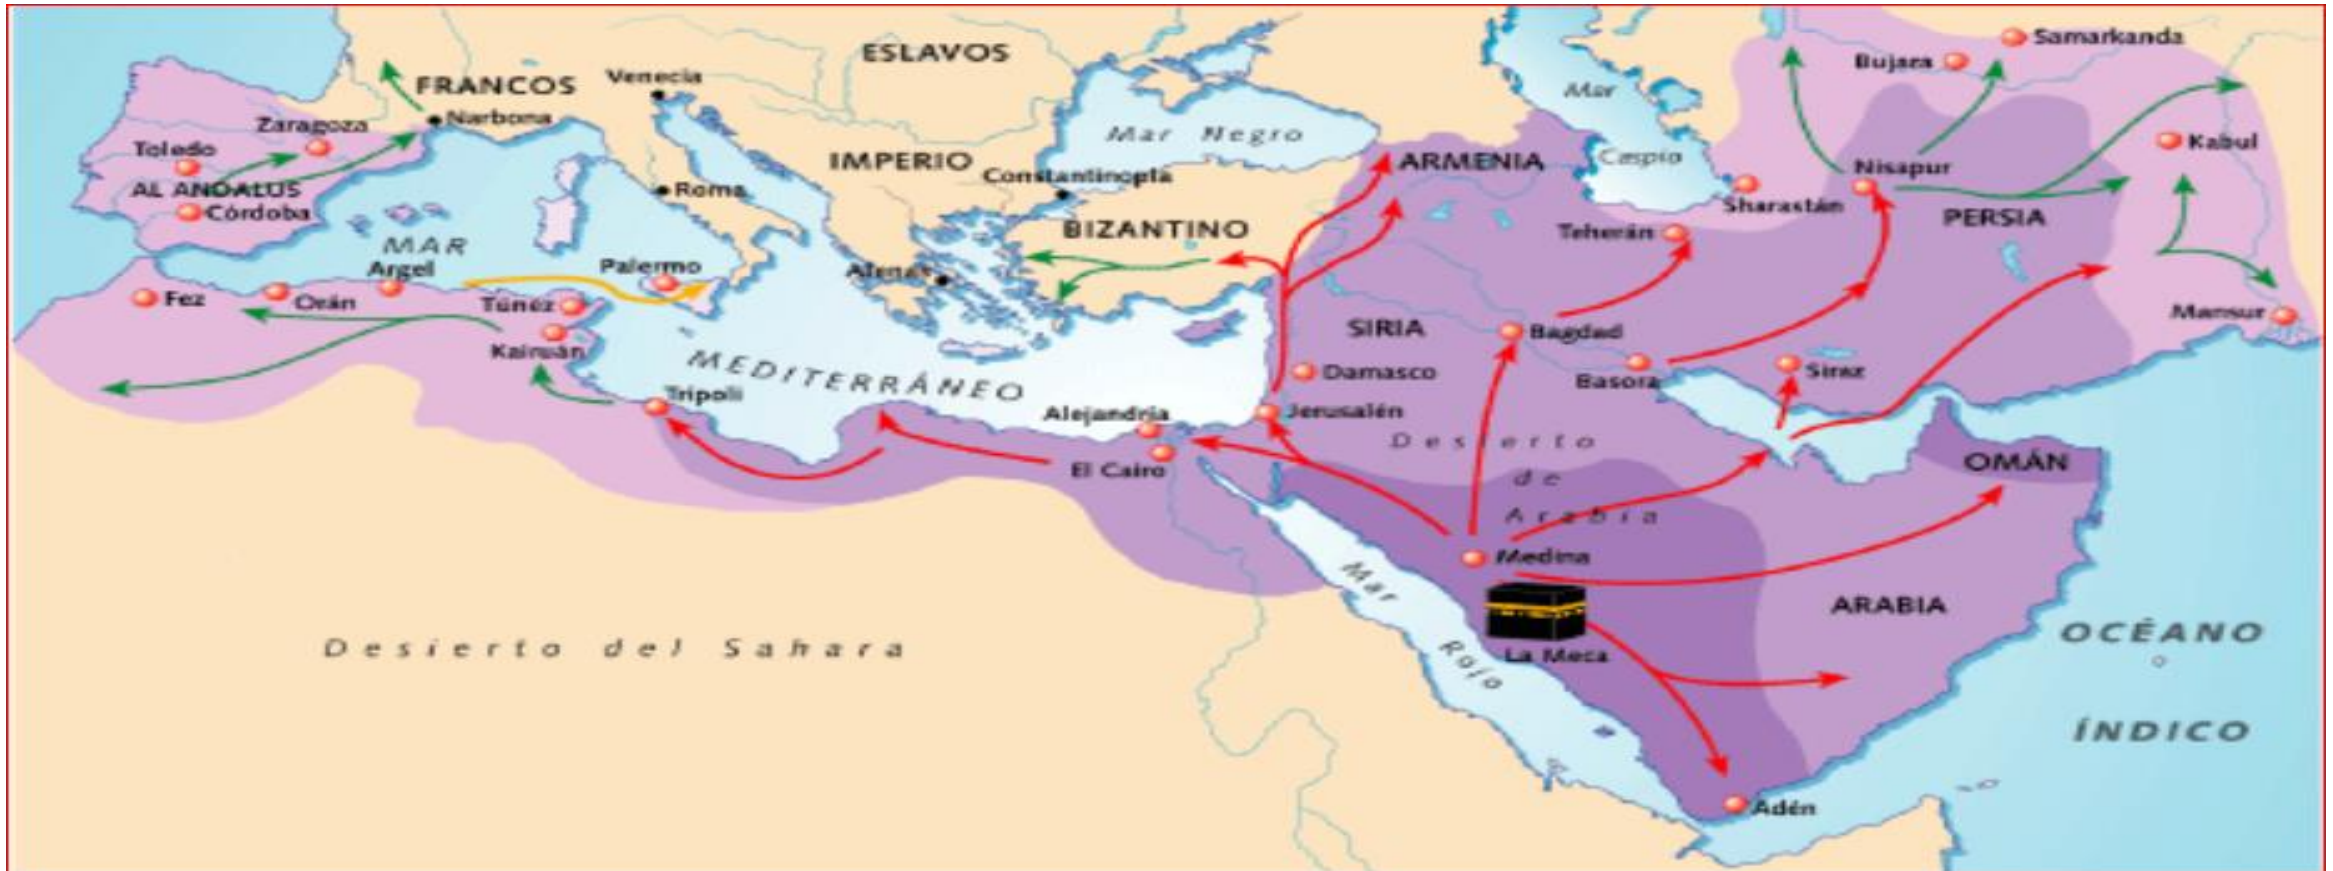 Samarkanda
ESLAVOS
Bujara
Venecia
FRANCOS
Mar
Narbona
Zaragoza
Mar Negro
Kabul
Toledo
IMPERIO
ARMENIA
Caspio
Nisapur
Constantinopla
AL ANDALUS
Roma
Sharastán
Córdoba
PERSIA
BIZANTINO
Teherán
MAR
Argel
Palermo
Atenas
Fez
Orán
Túnez
Mansur
SIRIA
Bagdad
Kairuán
MEDITERRÁNEO
Damasco
Basora
Siraz
Trípoli
Alejandría
Jerusalén
Desierto
de
Arabia
El Cairo
OMÁN
Medina
Mar
Rojo
ARABIA
OCÉANO
ÍNDICO
Desierto del Sahara
La Meca
Adén